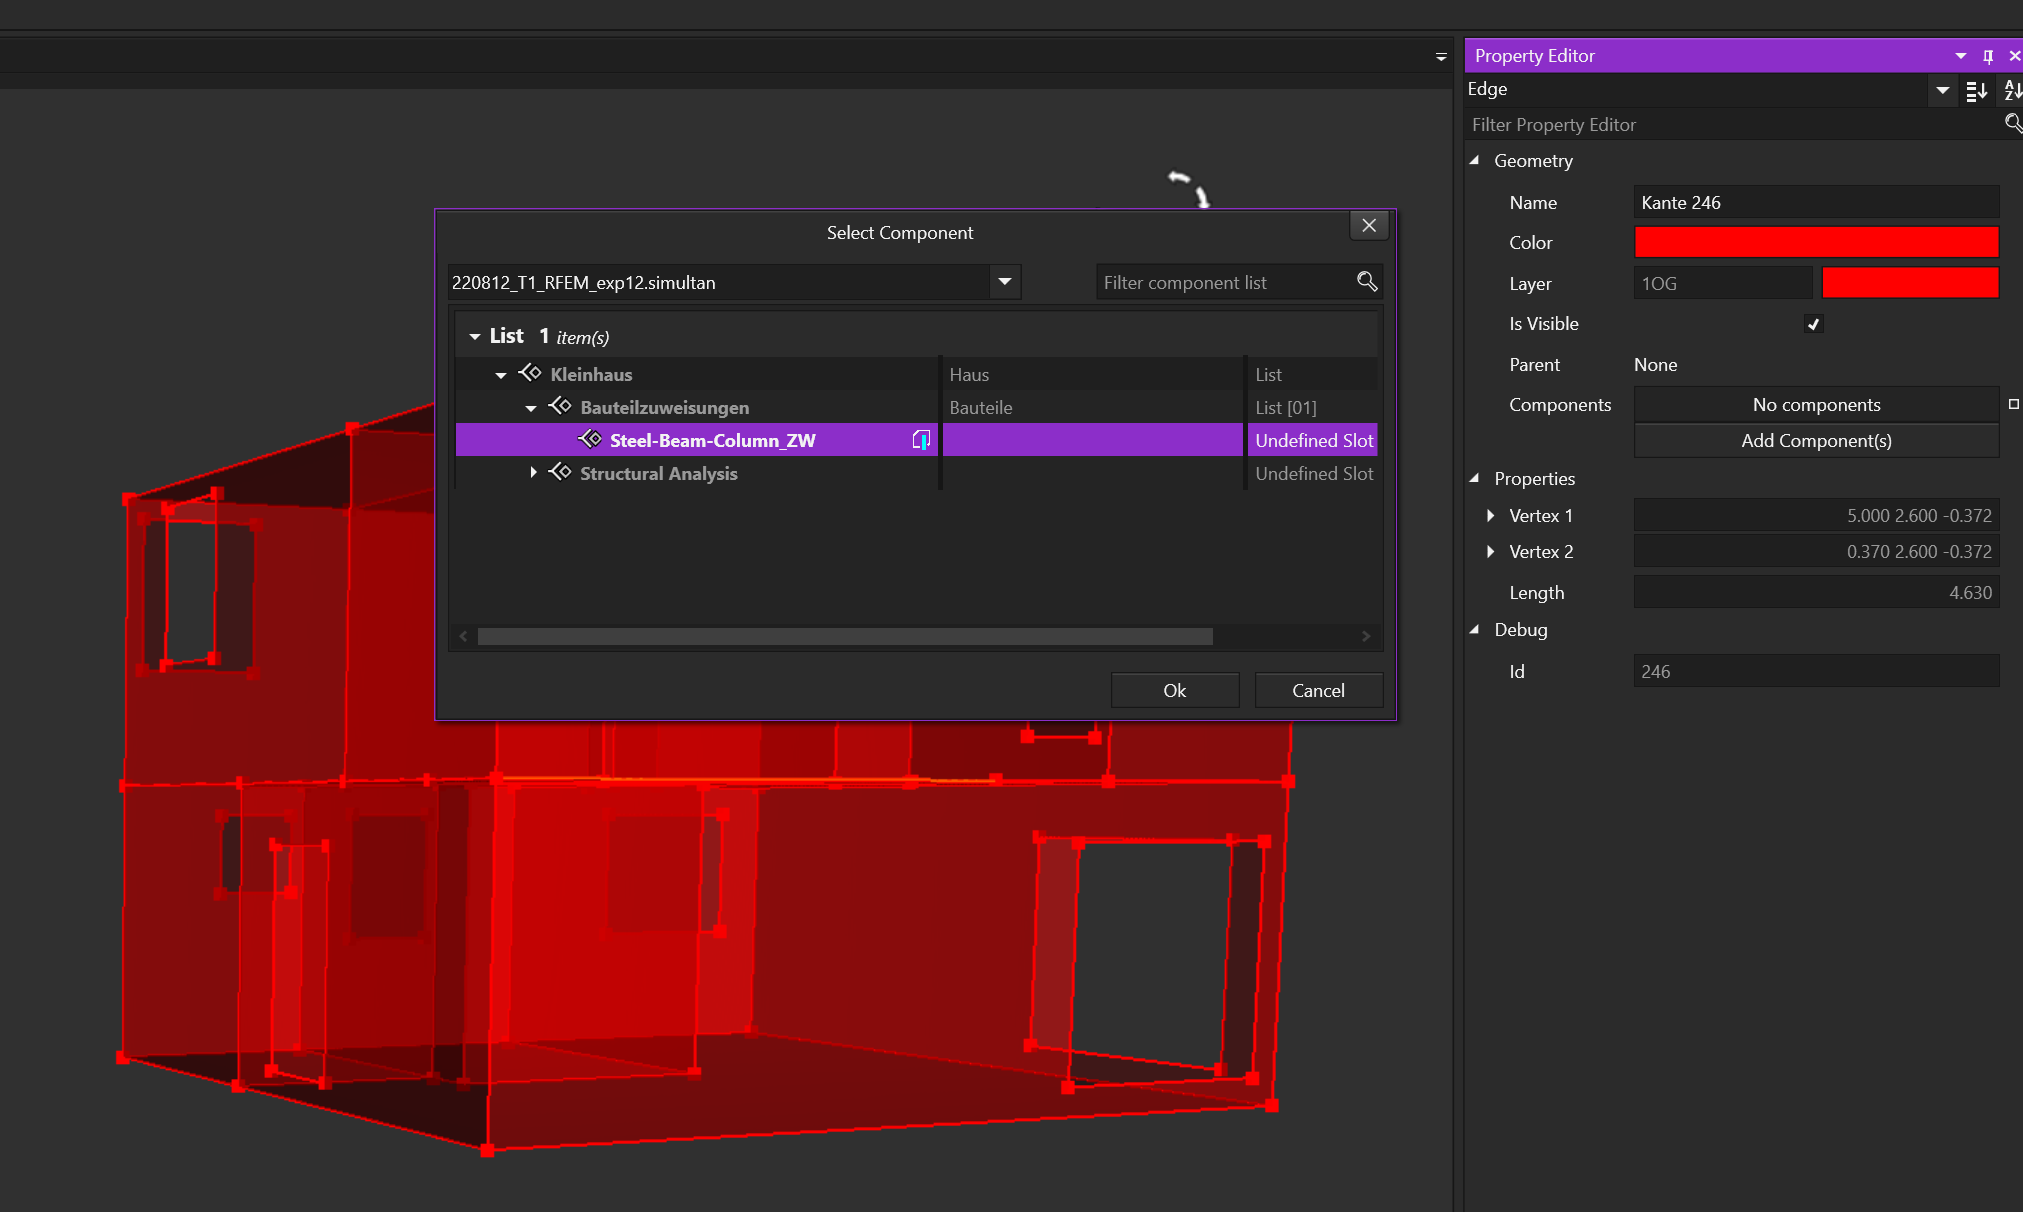 Select Component
220812_T1_RFEM_exp12.simultan
Filter component list
List 1 item(s)
Kleinhaus Haus List
Bauteilzuweisungen Bauteile List [01]
Steel-Beam-Column_ZW Undefined Slot
Structural Analysis Undefined Slot
Ok Cancel
Property Editor
Edge
Filter Property Editor
Geometry
Name Kante 246
Color
Layer 1OG
Is Visible
Parent None
Components No components
Add Component(s)
Properties
Vertex 1 5.000 2.600 -0.372
Vertex 2 0.370 2.600 -0.372
Length 4.630
Debug
Id 246